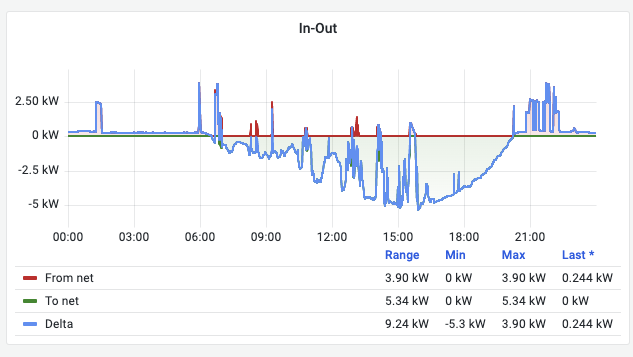 In-Out
2.50 kW
0 kW
-2.5 kW
-5 kW
00:00 03:00 06:00 09:00 12:00 15:00 18:00 21:00
Range Min Max Last *
From net 3.90 kW 0 kW 3.90 kW 0.244 kW
To net 5.34 kW 0 kW 5.34 kW 0 kW
Delta 9.24 kW -5.3 kW 3.90 kW 0.244 kW